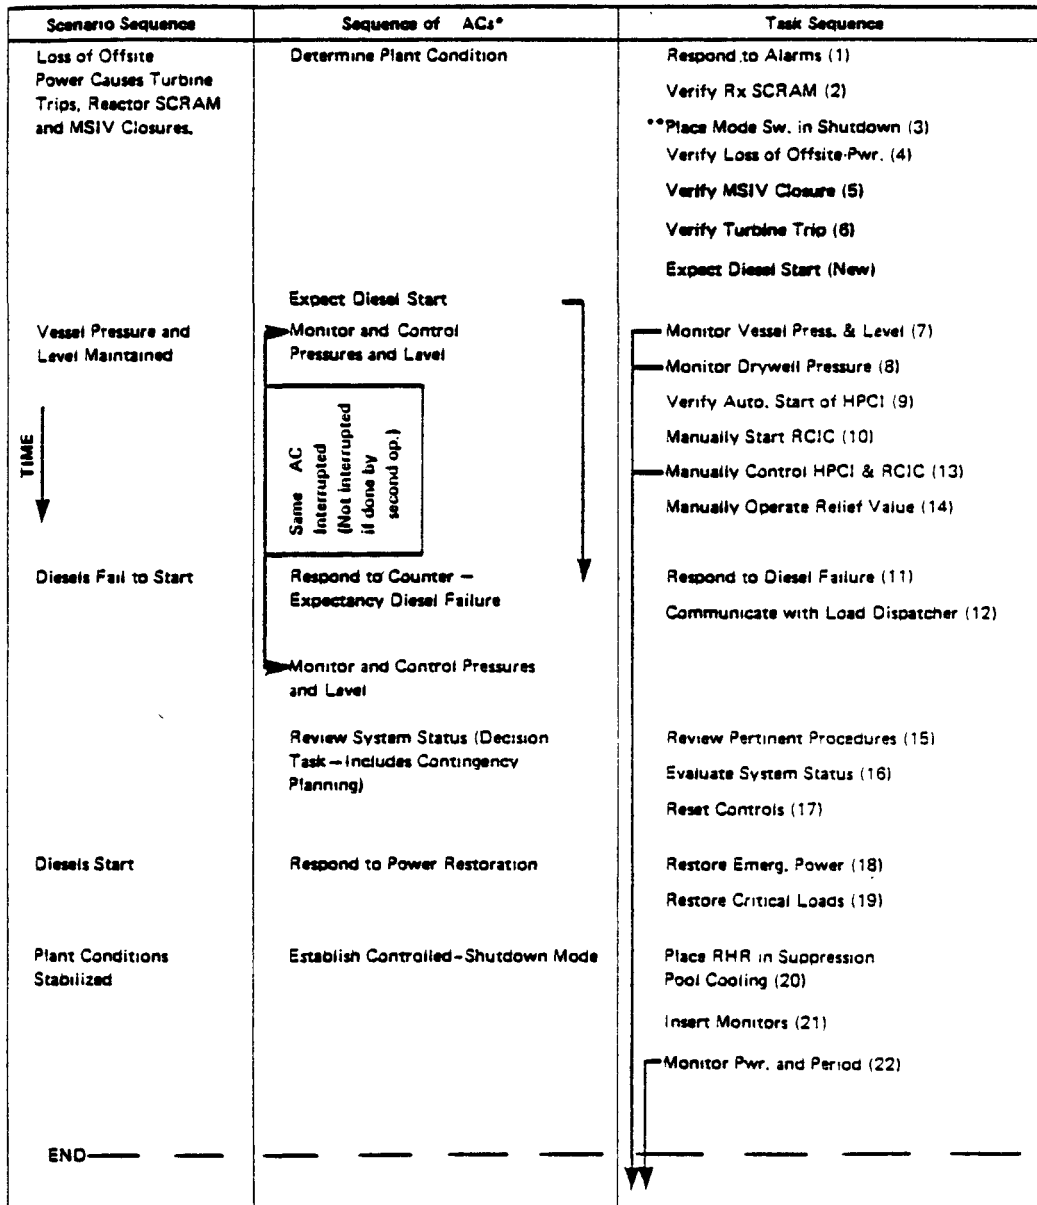 Scenario Sequence
Sequence of ACs*
Task Sequence
Loss of Offsite
Power Causes Turbine
Trips, Reactor SCRAM
and MSIV Closures.
Determine Plant Condition
Respond to Alarms (1)
Verify Rx SCRAM (2)
**Place Mode Sw. in Shutdown (3)
Verify Loss of Offsite-Pwr. (4)
Verify MSIV Closure (5)
Verify Turbine Trip (6)
Expect Diesel Start (New)
Expect Diesel Start
Vessel Pressure and
Level Maintained
Monitor and Control
Pressures and Level
Monitor Vessel Press. & Level (7)
Monitor Drywell Pressure (8)
Verify Auto. Start of HPCI (9)
Manually Start RCIC (10)
Manually Control HPCI & RCIC (13)
Manually Operate Relief Value (14)
TIME
Same AC
Interrupted
(Not interrupted
if done by
second op.)
Diesels Fail to Start
Respond to Counter –
Expectancy Diesel Failure
Respond to Diesel Failure (11)
Communicate with Load Dispatcher (12)
Monitor and Control Pressures
and Level
Review System Status (Decision
Task – Includes Contingency
Planning)
Review Pertinent Procedures (15)
Evaluate System Status (16)
Reset Controls (17)
Diesels Start
Respond to Power Restoration
Restore Emerg. Power (18)
Restore Critical Loads (19)
Plant Conditions
Stabilized
Establish Controlled-Shutdown Mode
Place RHR in Suppression
Pool Cooling (20)
Insert Monitors (21)
Monitor Pwr. and Period (22)
END